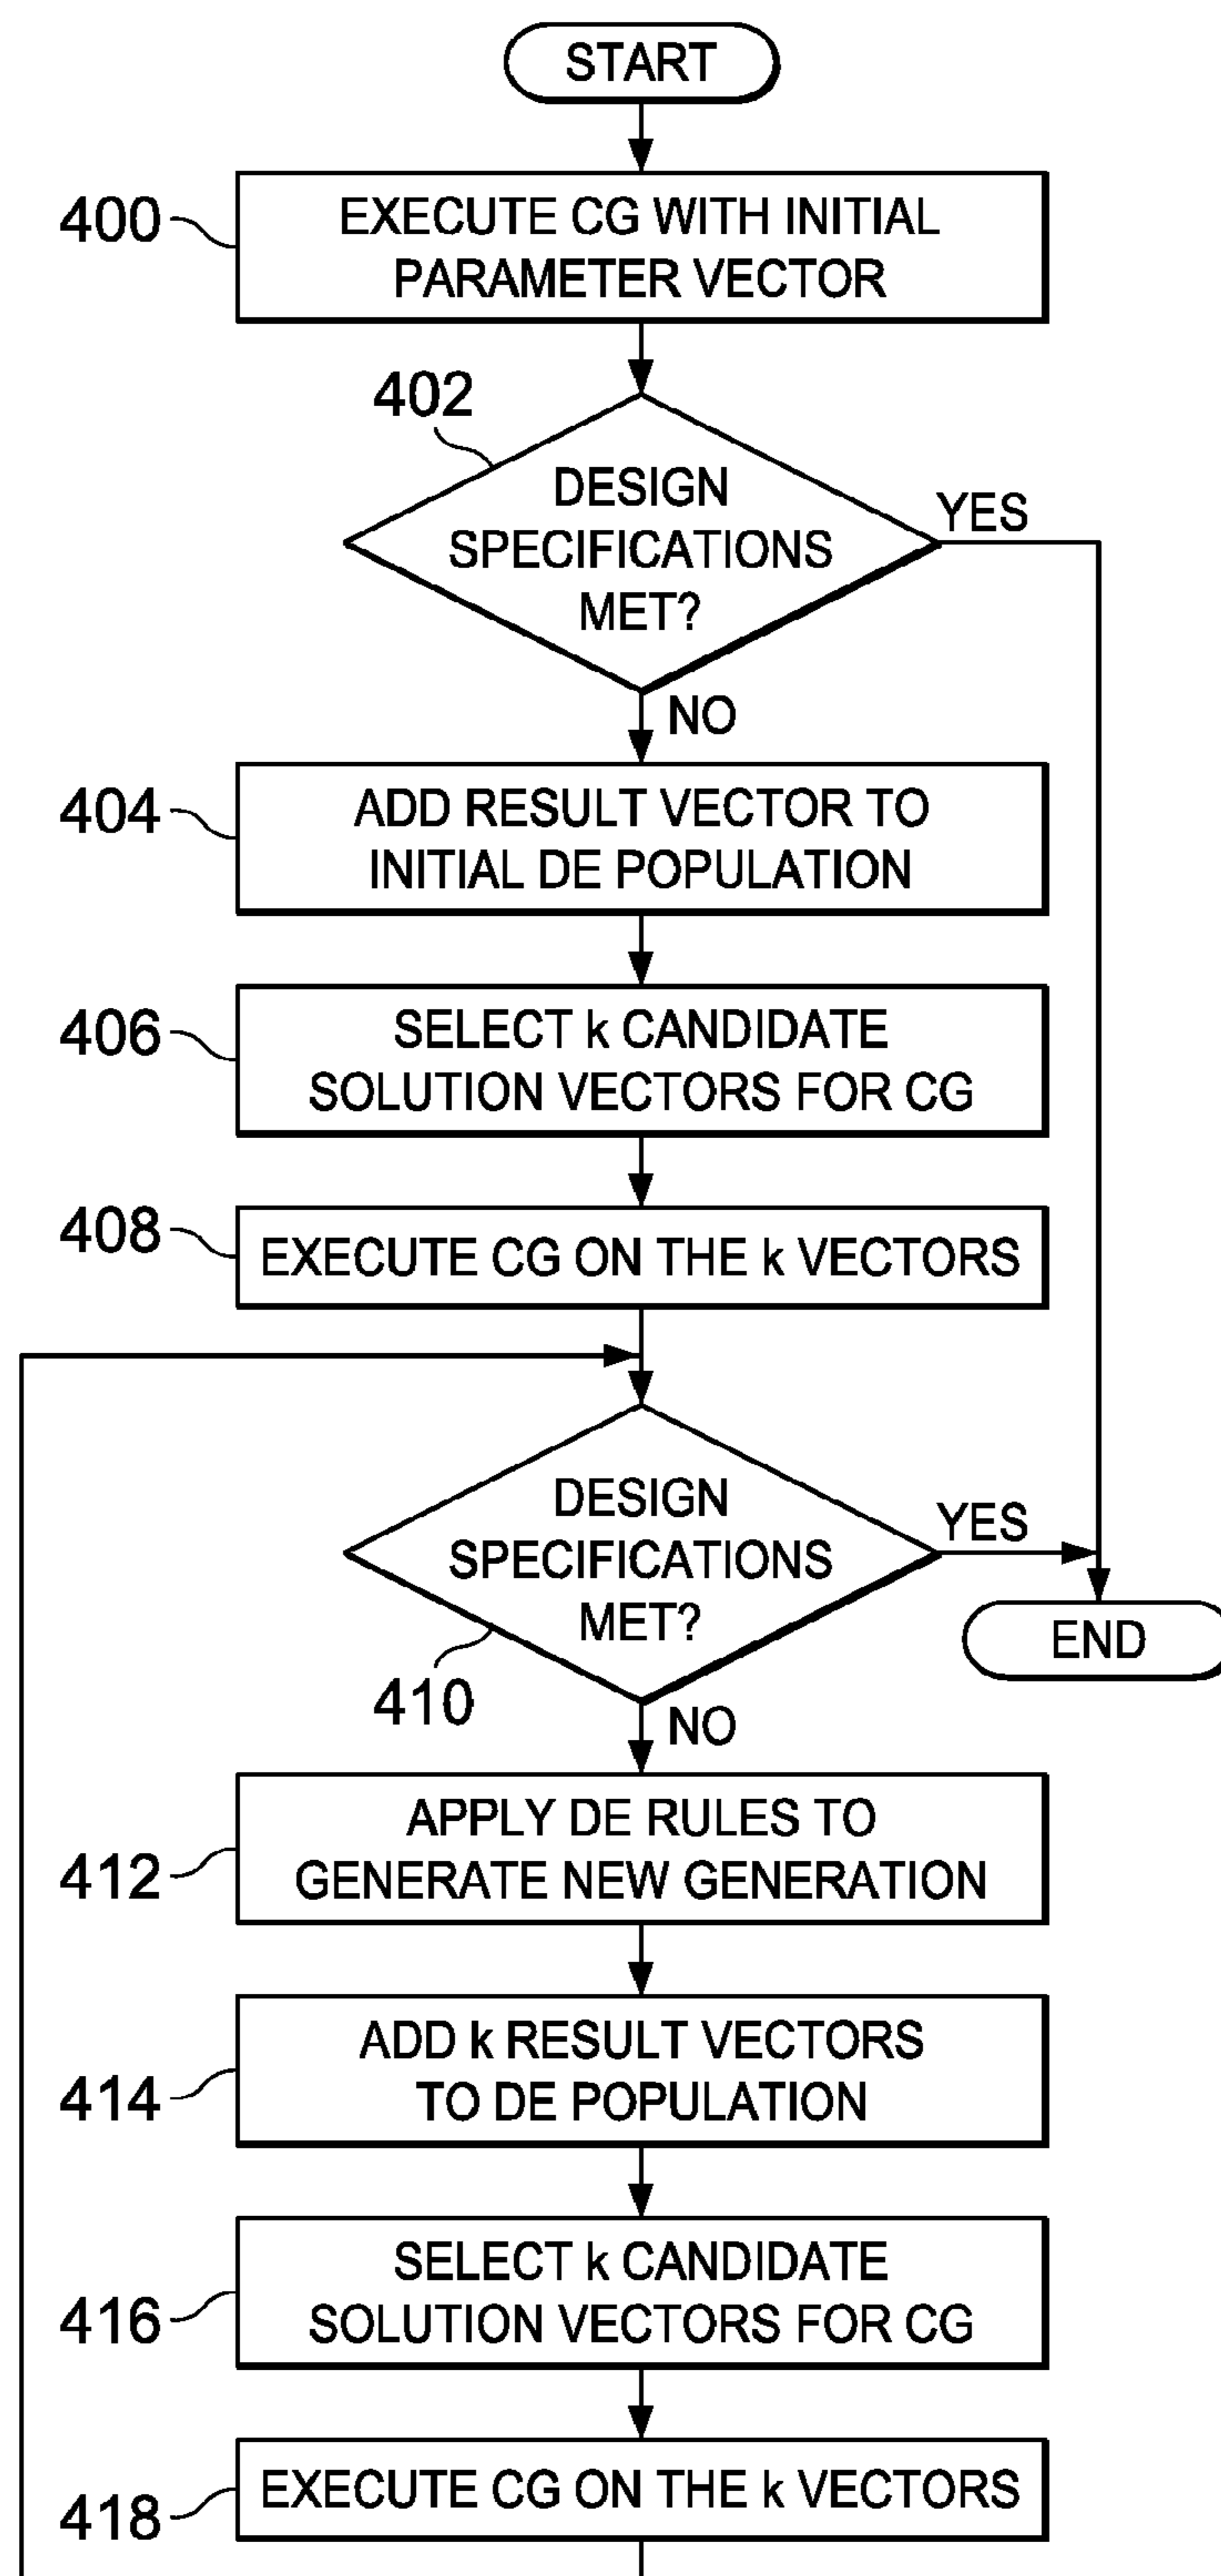 START
400
EXECUTE CG WITH INITIAL
PARAMETER VECTOR
402
DESIGN
SPECIFICATIONS
MET?
YES
NO
404
ADD RESULT VECTOR TO
INITIAL DE POPULATION
406
SELECT k CANDIDATE
SOLUTION VECTORS FOR CG
408
EXECUTE CG ON THE k VECTORS
DESIGN
SPECIFICATIONS
MET?
YES
END
410
NO
412
APPLY DE RULES TO
GENERATE NEW GENERATION
414
ADD k RESULT VECTORS
TO DE POPULATION
416
SELECT k CANDIDATE
SOLUTION VECTORS FOR CG
418
EXECUTE CG ON THE k VECTORS